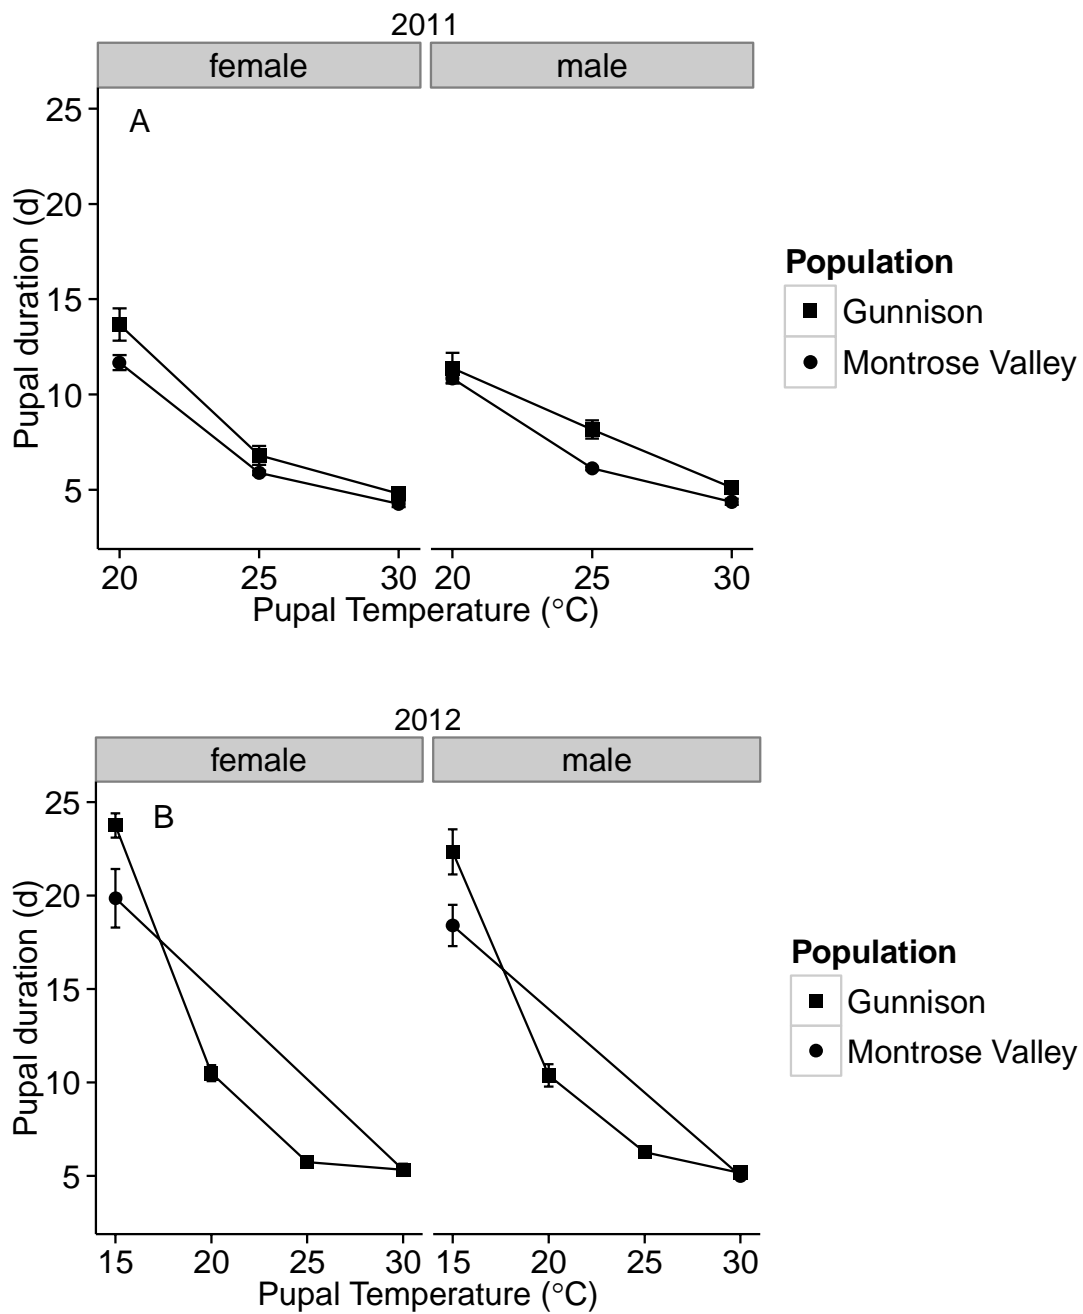 2011
female male
A
25
20
15
10
5
Pupal duration (d)
20 25 30 20 25 30
Pupal Temperature (°C)
Population
Gunnison
Montrose Valley
2012
female male
B
25
20
15
10
5
Pupal duration (d)
15 20 25 30 15 20 25 30
Pupal Temperature (°C)
Population
Gunnison
Montrose Valley